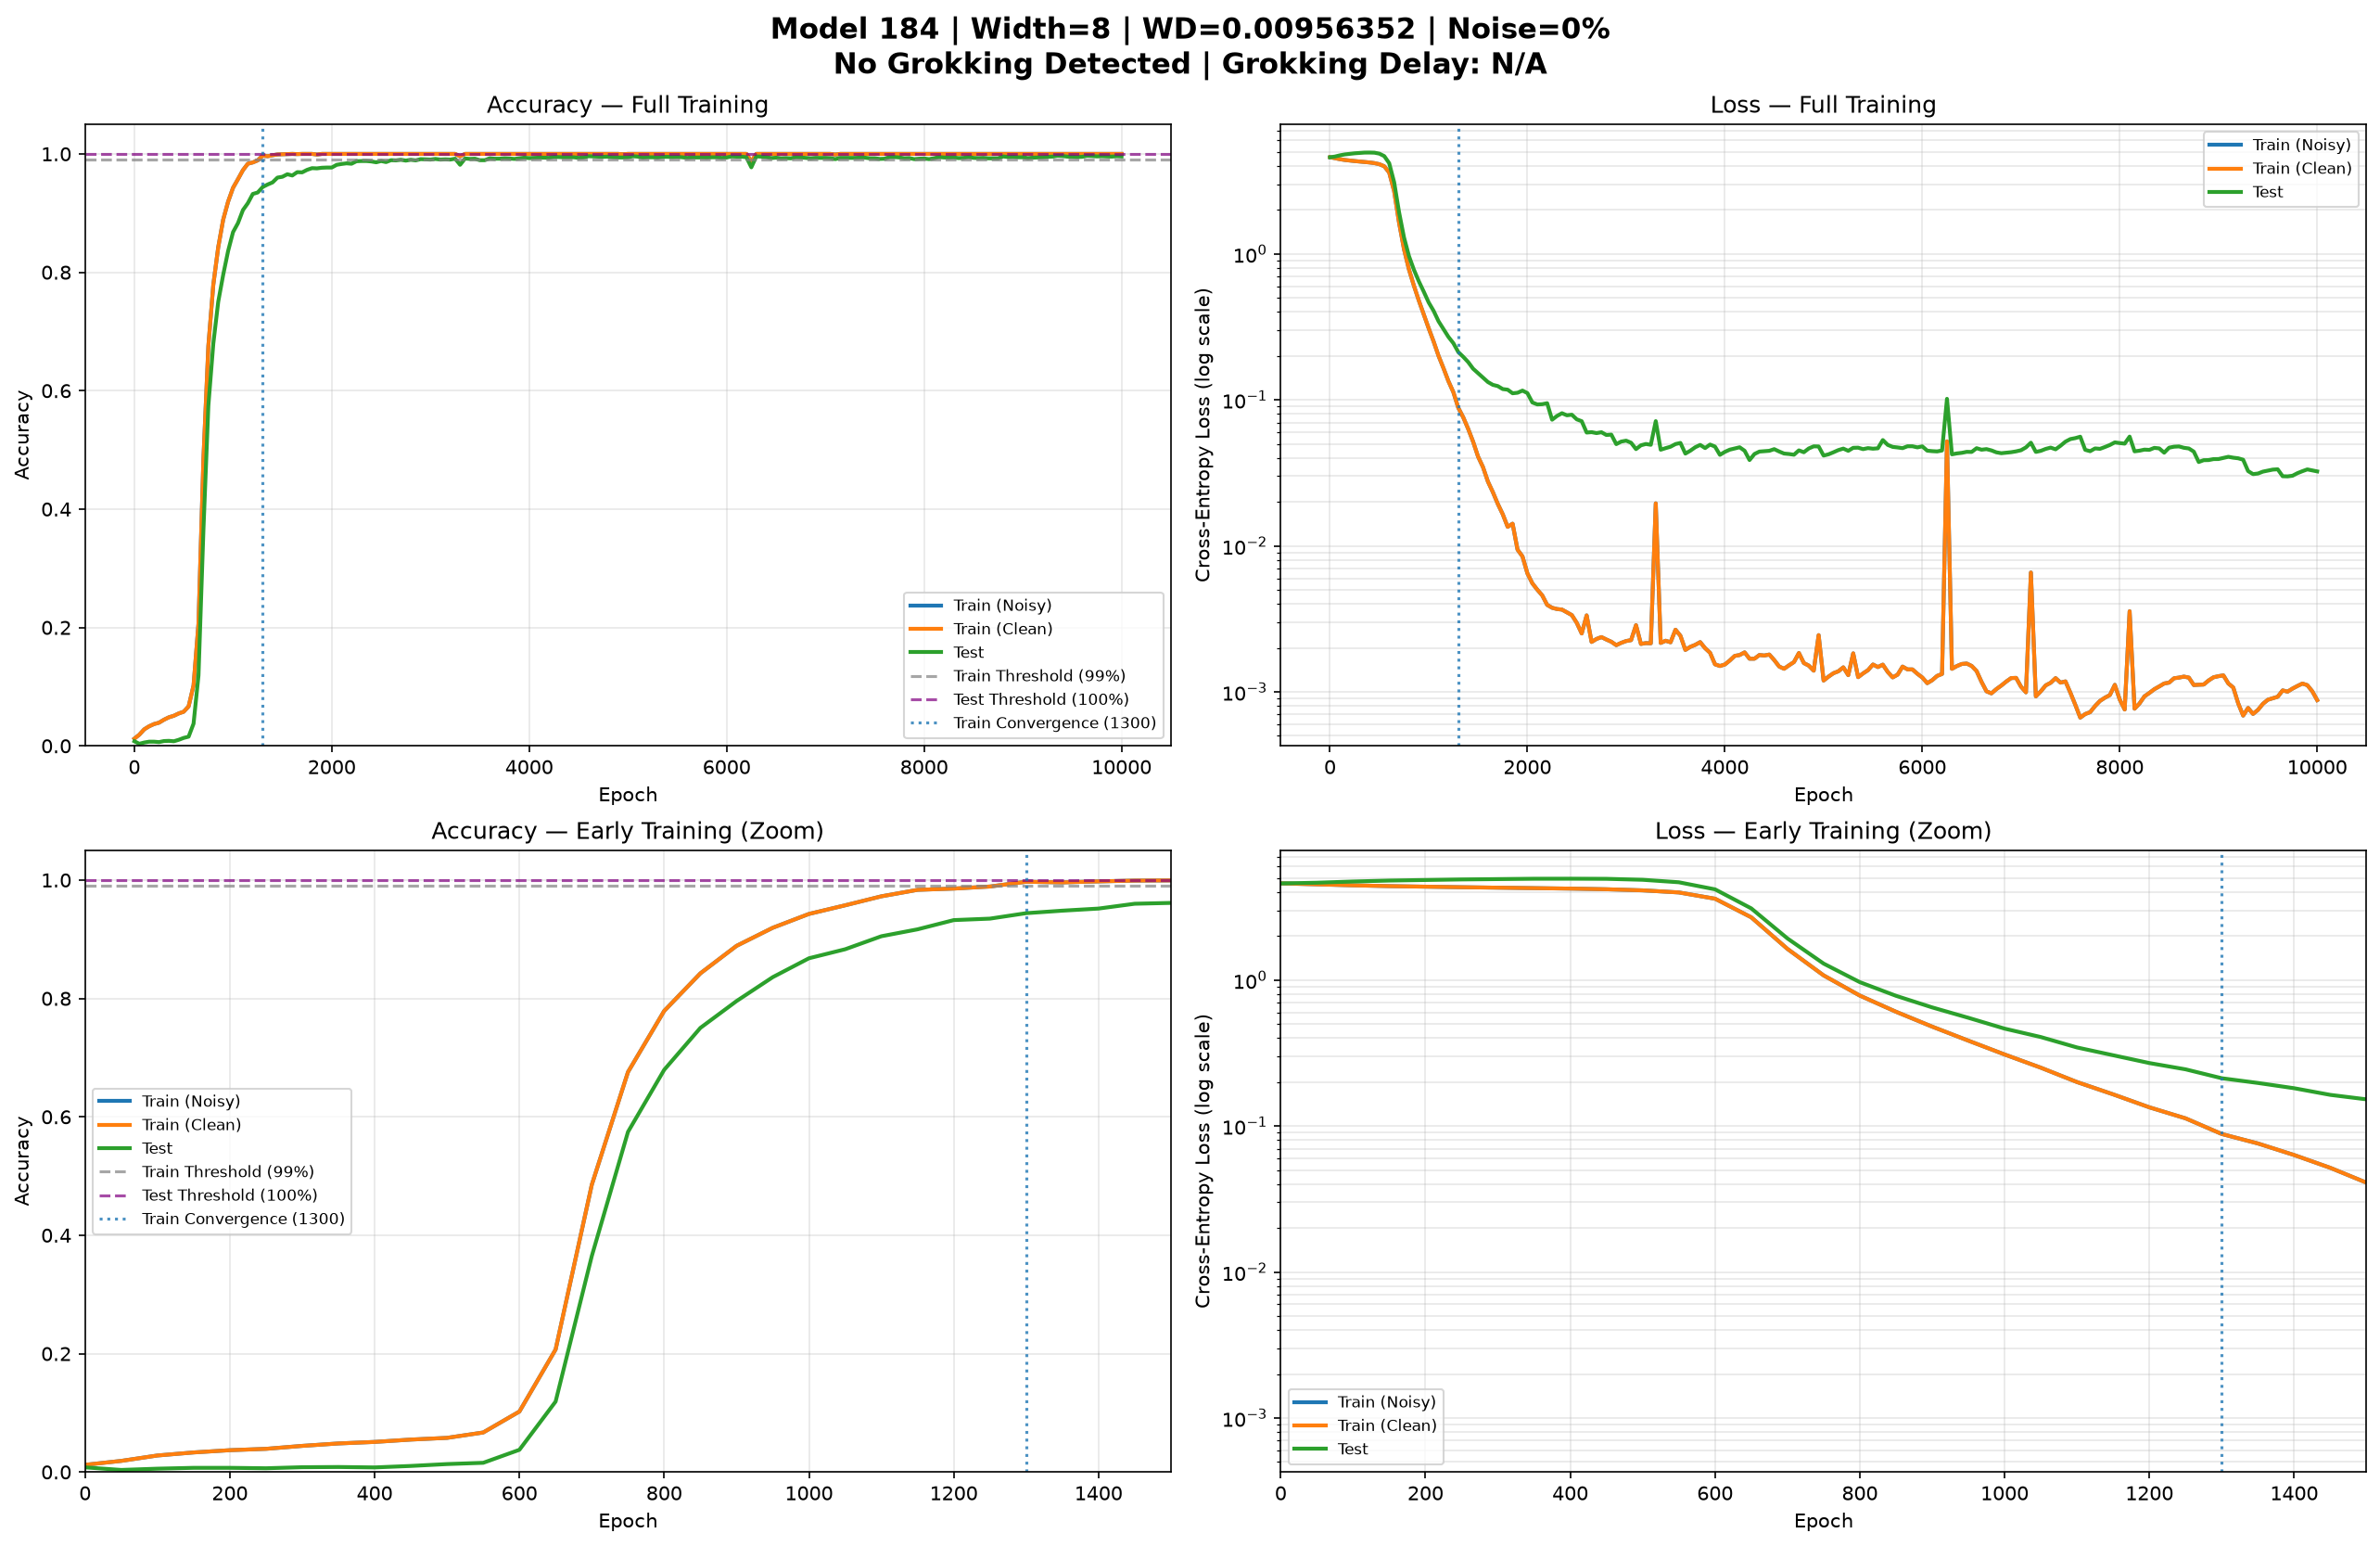 Model 184 | Width=8 | WD=0.00956352 | Noise=0%
No Grokking Detected | Grokking Delay: N/A
Accuracy — Full Training
Accuracy
1.0
0.8
0.6
0.4
0.2
0.0
0 2000 4000 6000 8000 10000
Epoch
Train (Noisy)
Train (Clean)
Test
Train Threshold (99%)
Test Threshold (100%)
Train Convergence (1300)
Loss — Full Training
Cross-Entropy Loss (log scale)
10⁰
10⁻¹
10⁻²
10⁻³
0 2000 4000 6000 8000 10000
Epoch
Train (Noisy)
Train (Clean)
Test
Accuracy — Early Training (Zoom)
Accuracy
1.0
0.8
0.6
0.4
0.2
0.0
0 200 400 600 800 1000 1200 1400
Epoch
Train (Noisy)
Train (Clean)
Test
Train Threshold (99%)
Test Threshold (100%)
Train Convergence (1300)
Loss — Early Training (Zoom)
Cross-Entropy Loss (log scale)
10⁰
10⁻¹
10⁻²
10⁻³
0 200 400 600 800 1000 1200 1400
Epoch
Train (Noisy)
Train (Clean)
Test